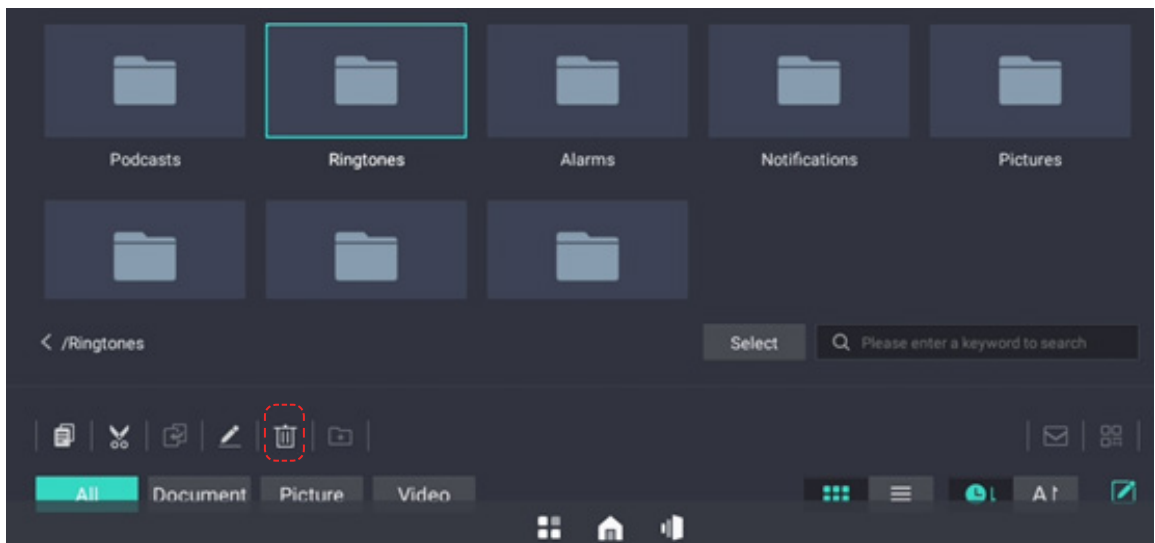 Podcasts Ringtones Alarms Notifications Pictures
< /Ringtones Select Please enter a keyword to search
All Document Picture Video A↑